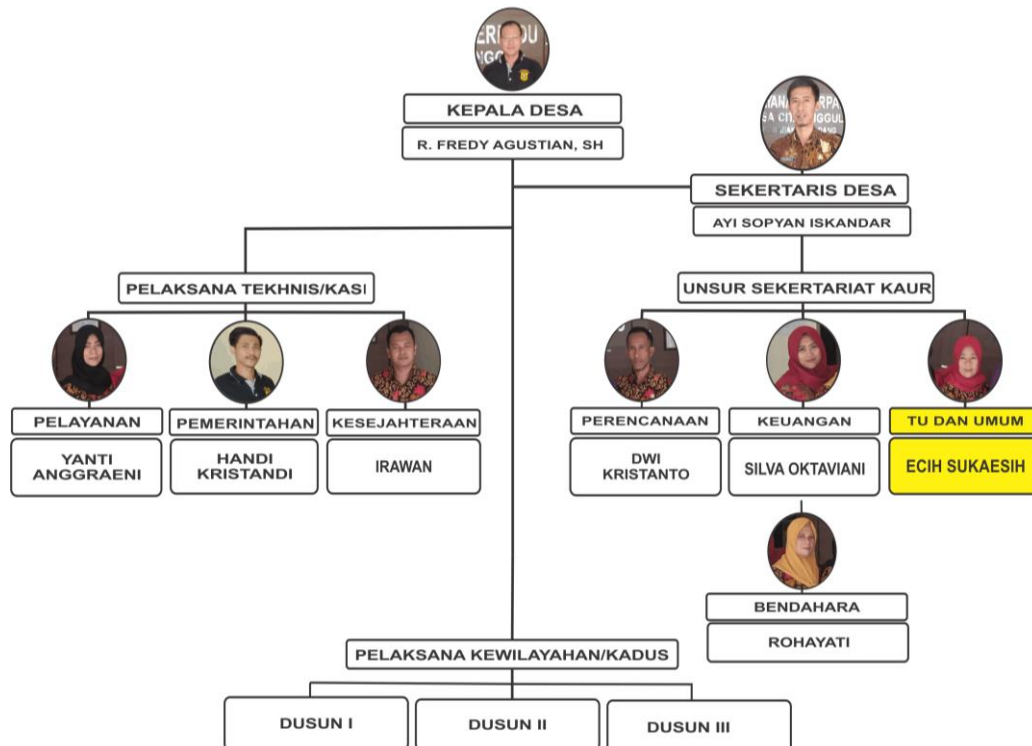 ERPADU
NGGUL
KEPALA DESA
R. FREDY AGUSTIAN, SH
SEKERTARIS DESA
AYI SOPYAN ISKANDAR
PELAKSANA TEKHNIS/KASI
UNSUR SEKERTARIAT KAUR
PELAYANAN
YANTI
ANGGRAENI
PEMERINTAHAN
HANDI
KRISTANDI
KESEJAHTERAAN
IRAWAN
PERENCANAAN
DWI
KRISTANTO
KEUANGAN
SILVA OKTAVIANI
TU DAN UMUM
ECIH SUKAESIH
BENDAHARA
ROHAYATI
PELAKSANA KEWILAYAHAN/KADUS
DUSUN I
DUSUN II
DUSUN III